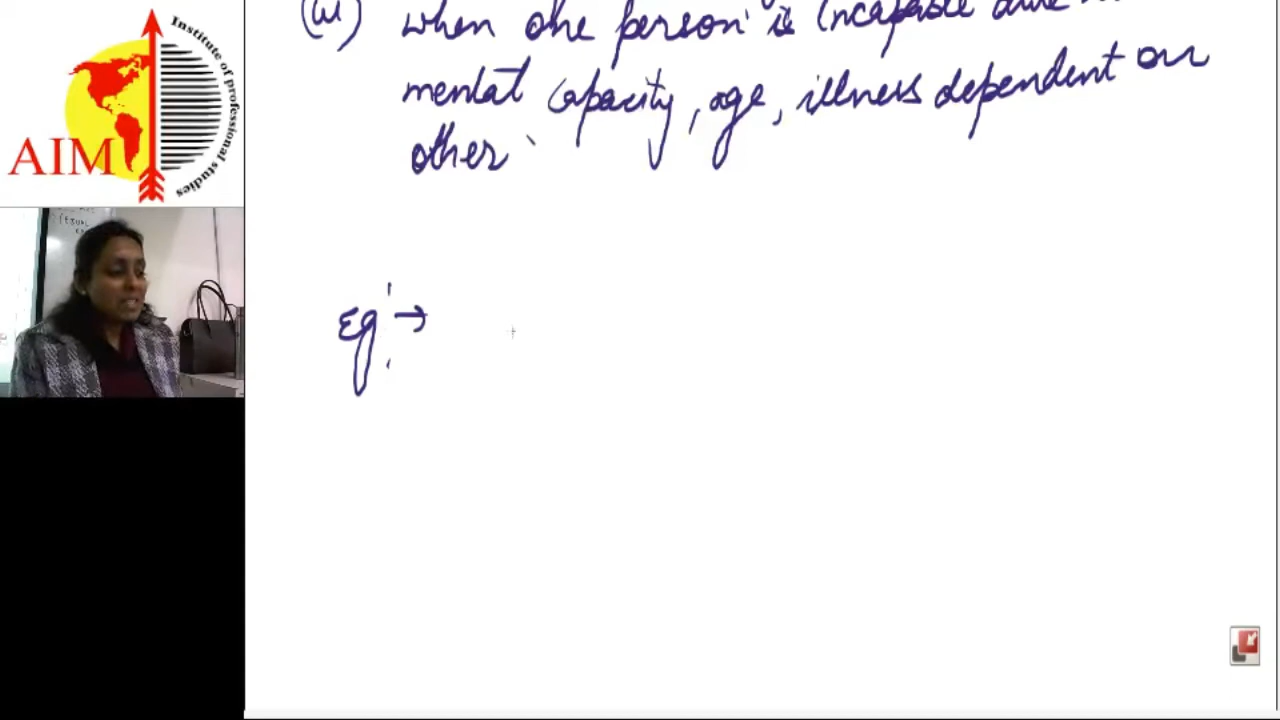 Institute of professional studies
AIM
(iii) when one person is incapable due
mental capacity, age, illness dependent on
other
Eg: →